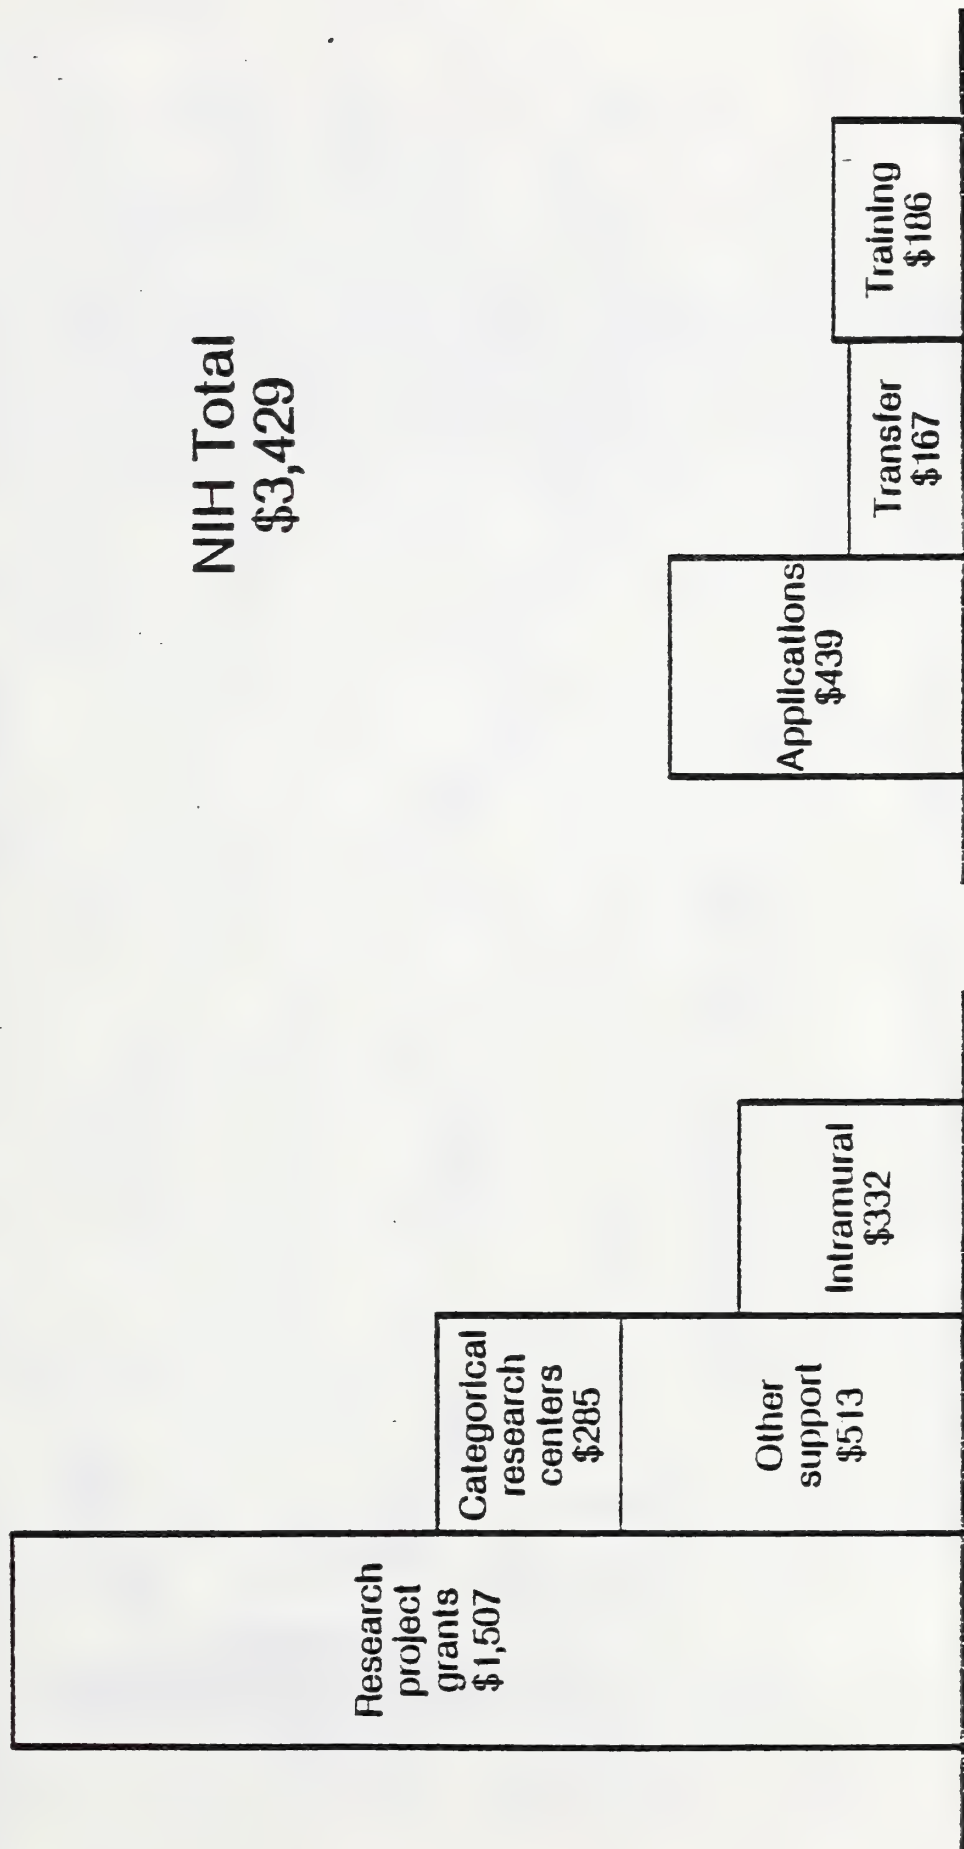 NIH Total
$3,429
Research
project
grants
$1,507
Categorical
research
centers
$285
Other
support
$513
Intramural
$332
Applications
$439
Transfer
$167
Training
$186